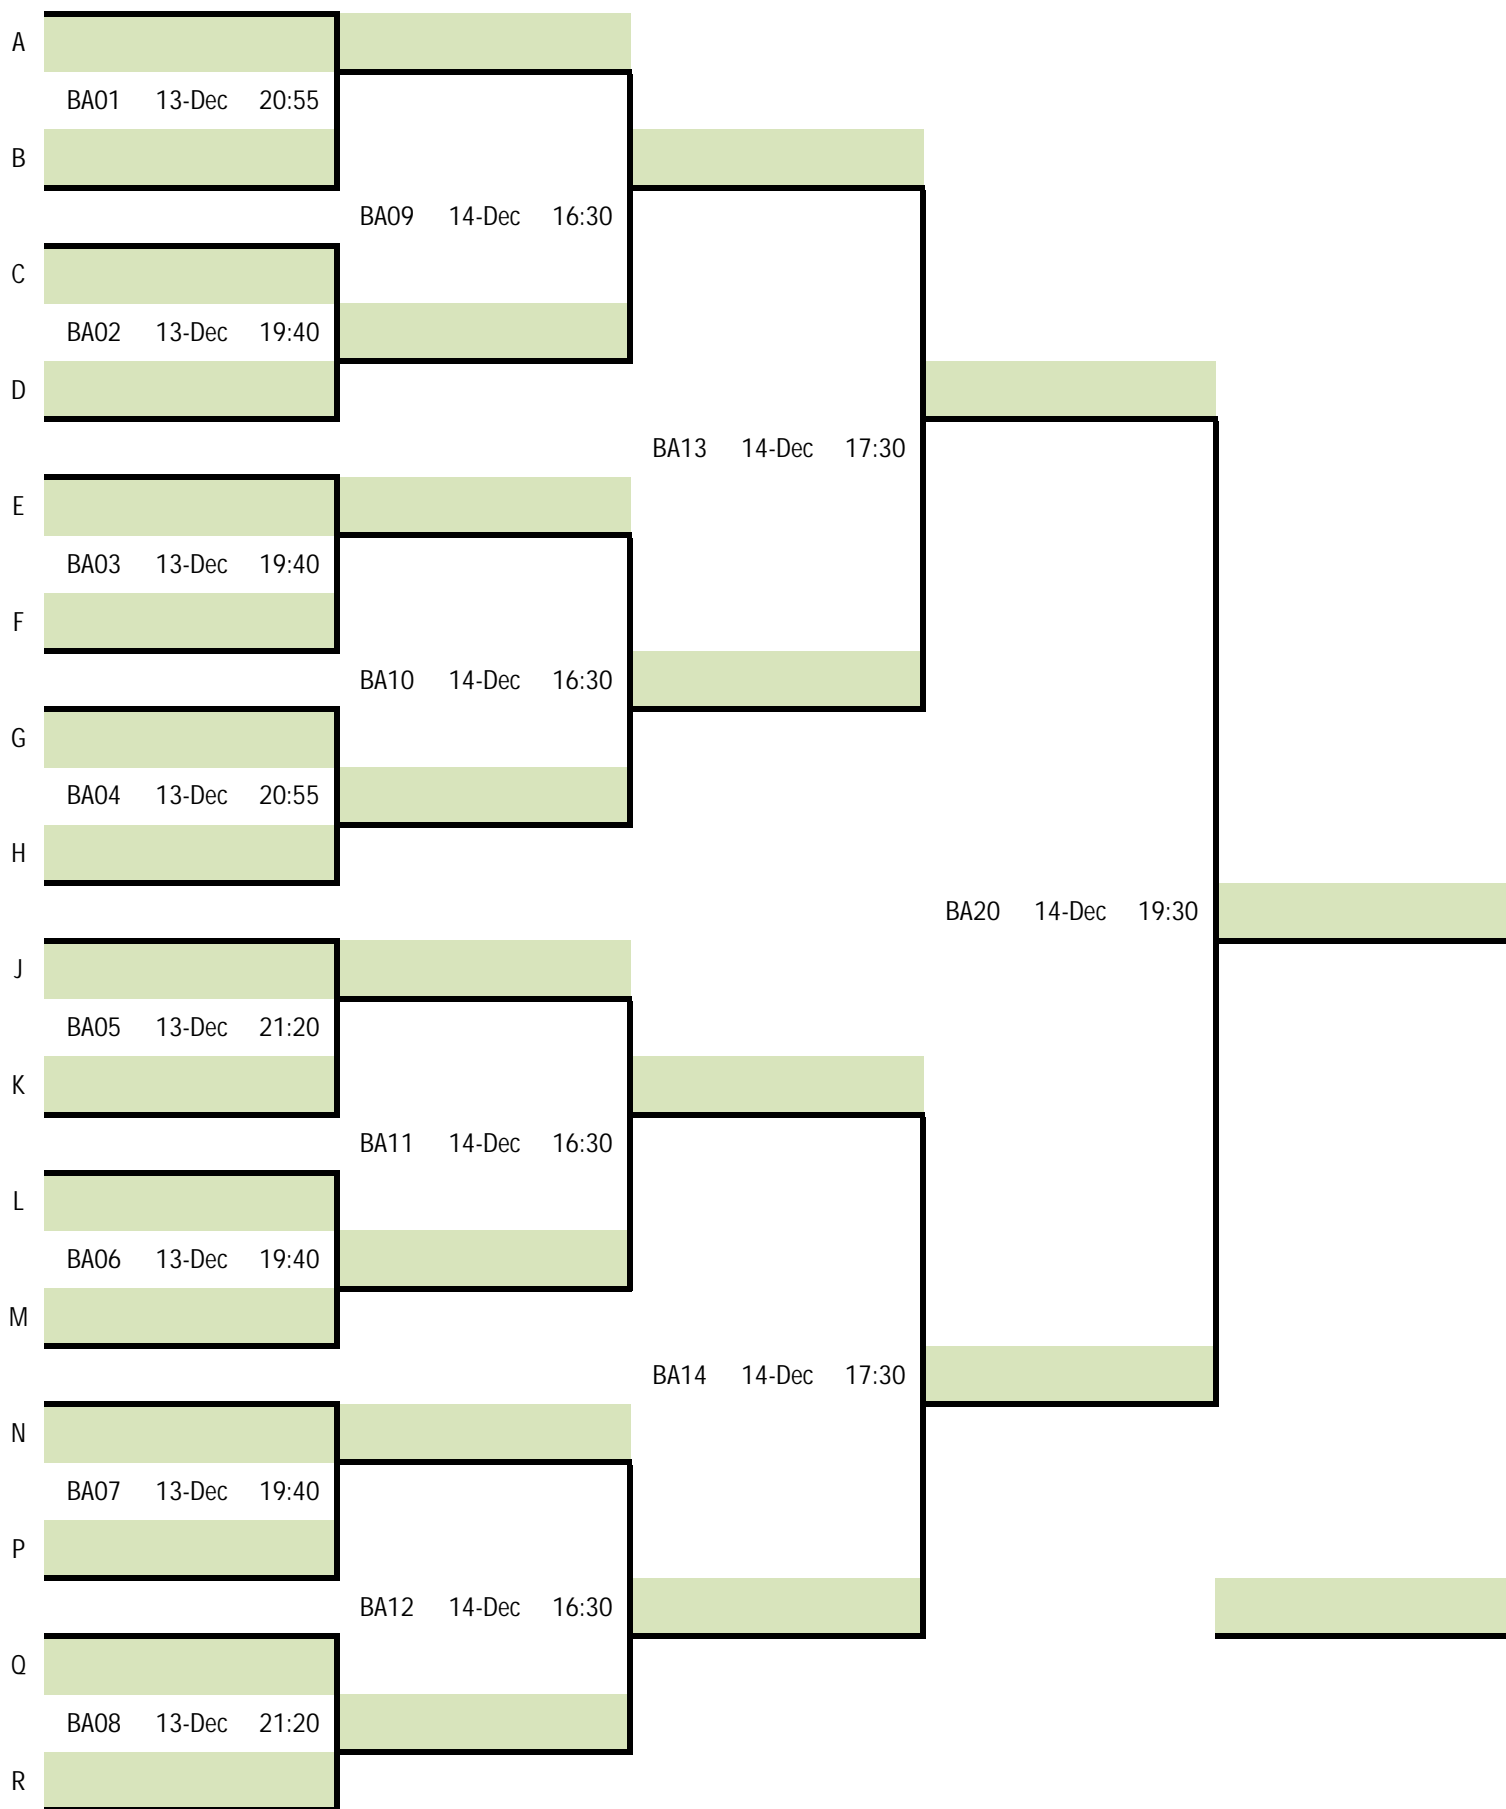 A
BA01 13-Dec 20:55
B
BA09 14-Dec 16:30
C
BA02 13-Dec 19:40
D
BA13 14-Dec 17:30
E
BA03 13-Dec 19:40
F
BA10 14-Dec 16:30
G
BA04 13-Dec 20:55
H
BA20 14-Dec 19:30
J
BA05 13-Dec 21:20
K
BA11 14-Dec 16:30
L
BA06 13-Dec 19:40
M
BA14 14-Dec 17:30
N
BA07 13-Dec 19:40
P
BA12 14-Dec 16:30
Q
BA08 13-Dec 21:20
R